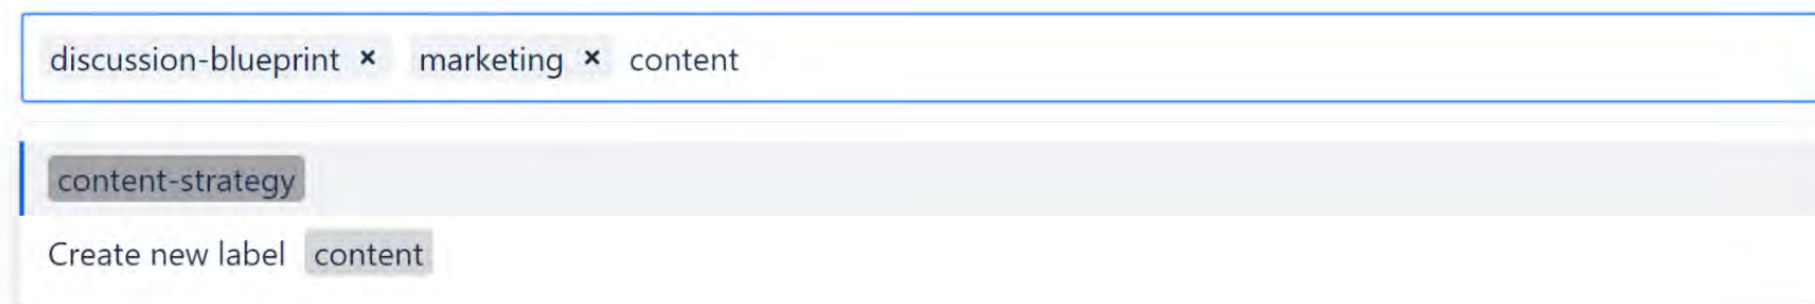 discussion-blueprint × marketing × content
content-strategy
Create new label content